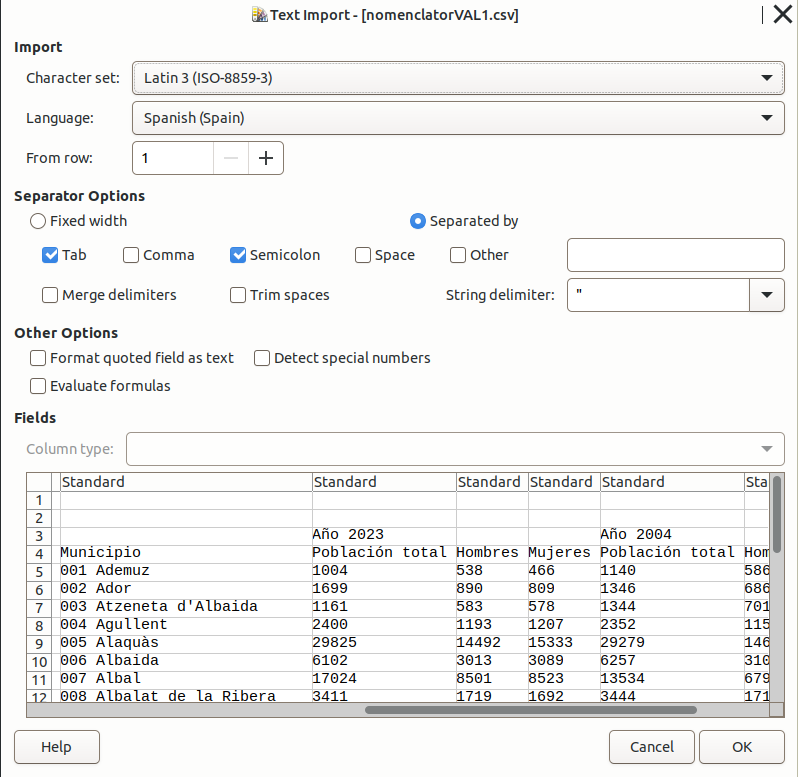 Text Import - [nomenclatorVAL1.csv]
Import
Character set: Latin 3 (ISO-8859-3)
Language: Spanish (Spain)
From row: 1
Separator Options
Fixed width Separated by
Tab Comma Semicolon Space Other
Merge delimiters Trim spaces String delimiter: "
Other Options
Format quoted field as text Detect special numbers
Evaluate formulas
Fields
Column type:
Standard Standard Standard Standard Standard Sta
1
2
3 Año 2023 Año 2004
4 Municipio Población total Hombres Mujeres Población total Hom
5 001 Ademuz 1004 538 466 1140 586
6 002 Ador 1699 890 809 1346 686
7 003 Atzeneta d'Albaida 1161 583 578 1344 701
8 004 Agullent 2400 1193 1207 2352 115
9 005 Alaquàs 29825 14492 15333 29279 146
10 006 Albaida 6102 3013 3089 6257 310
11 007 Albal 17024 8501 8523 13534 679
12 008 Albalat de la Ribera 3411 1719 1692 3444 171
Help Cancel OK